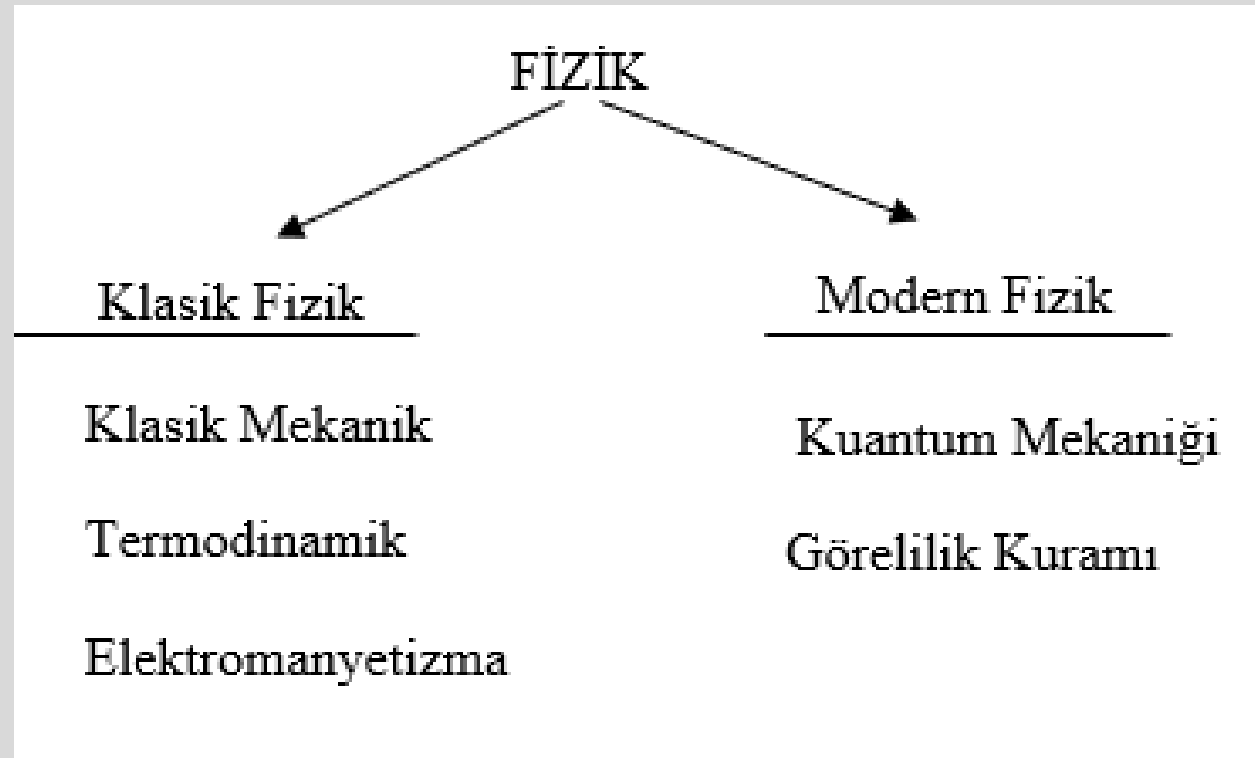 FİZİK
Klasik Fizik
Modern Fizik
Klasik Mekanik
Kuantum Mekaniği
Termodinamik
Görelilik Kuramı
Elektromanyetizma